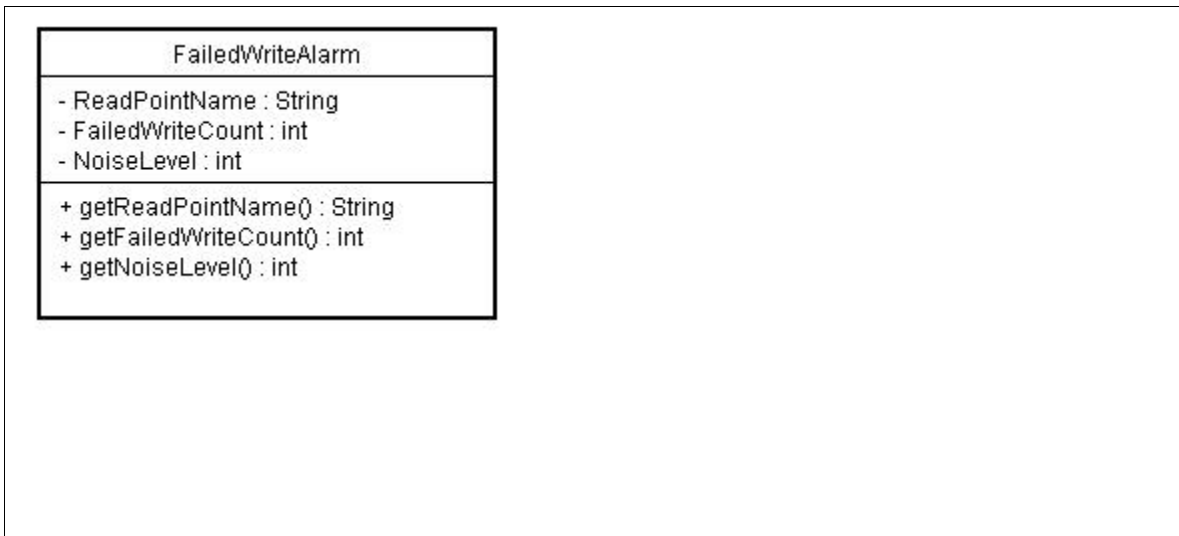 FailedWriteAlarm
- ReadPointName : String
- FailedWriteCount : int
- NoiseLevel : int
+ getReadPointName() : String
+ getFailedWriteCount() : int
+ getNoiseLevel() : int